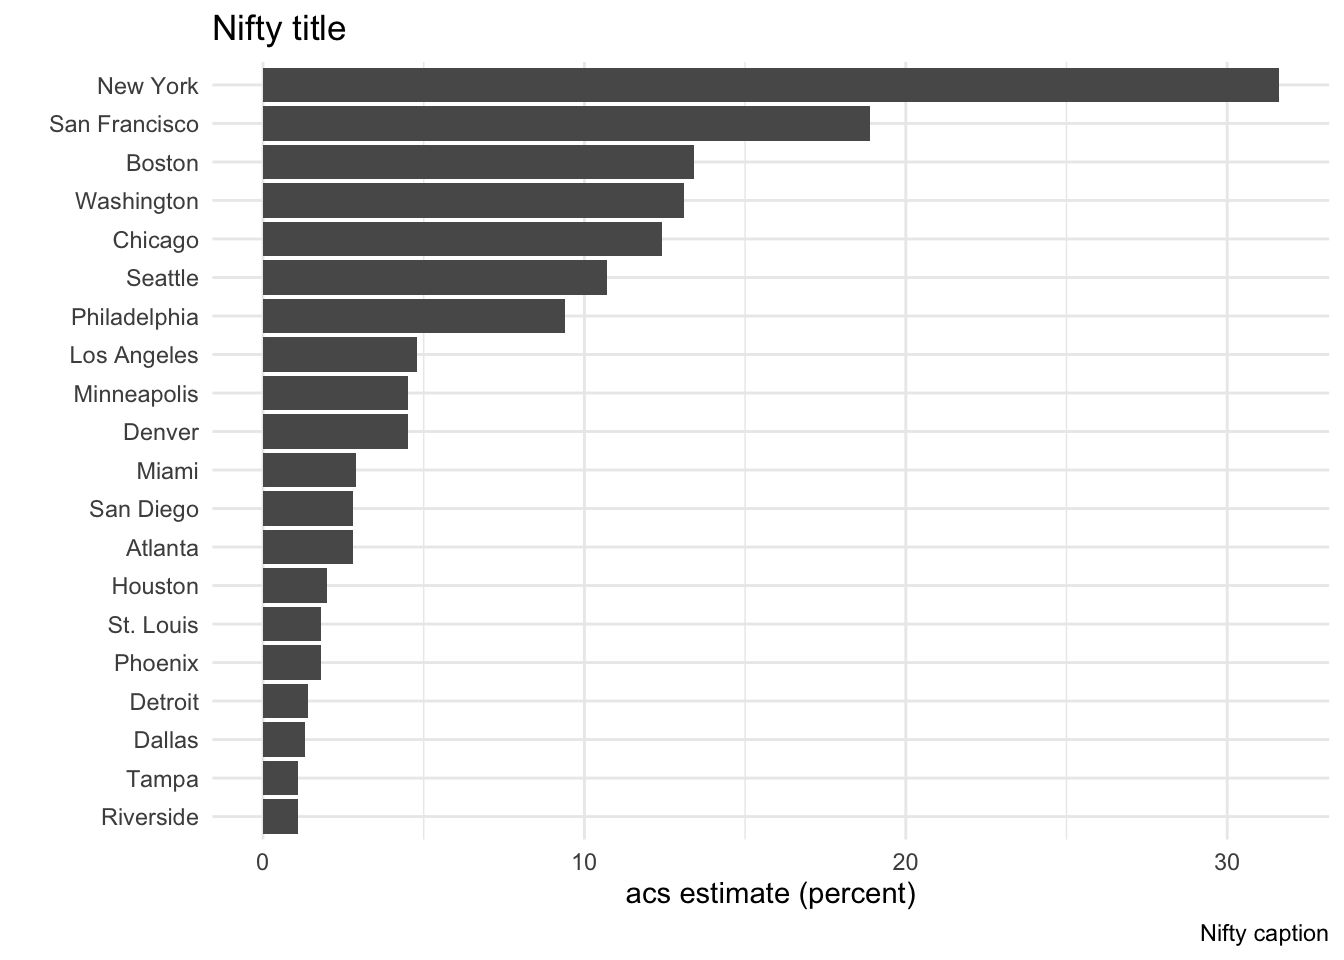 Nifty title
New York
San Francisco
Boston
Washington
Chicago
Seattle
Philadelphia
Los Angeles
Minneapolis
Denver
Miami
San Diego
Atlanta
Houston
St. Louis
Phoenix
Detroit
Dallas
Tampa
Riverside
0 10 20 30
acs estimate (percent)
Nifty caption